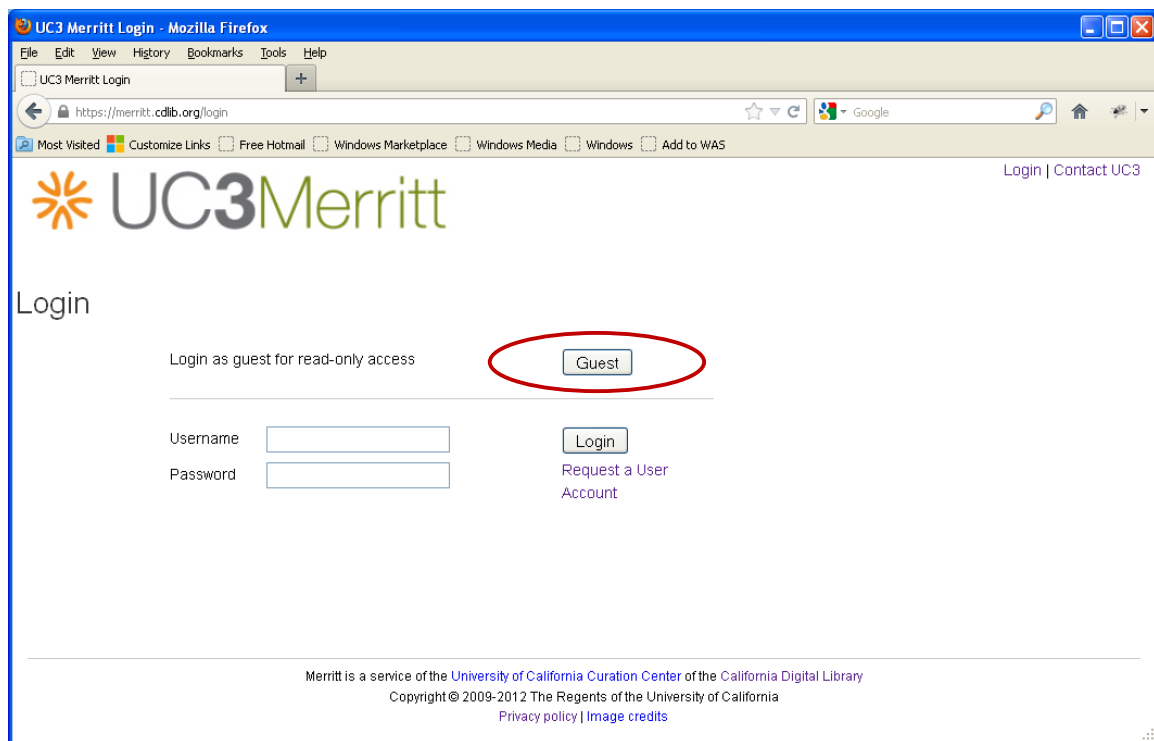 UC3 Merritt Login - Mozilla Firefox
File Edit View History Bookmarks Tools Help
UC3 Merritt Login +
https://merritt.cdlib.org/login Google
Most Visited Customize Links Free Hotmail Windows Marketplace Windows Media Windows Add to WAS
Login | Contact UC3
UC3Merritt
Login
Login as guest for read-only access Guest
Username Login
Password Request a User
Account
Merritt is a service of the University of California Curation Center of the California Digital Library
Copyright © 2009-2012 The Regents of the University of California
Privacy policy | Image credits